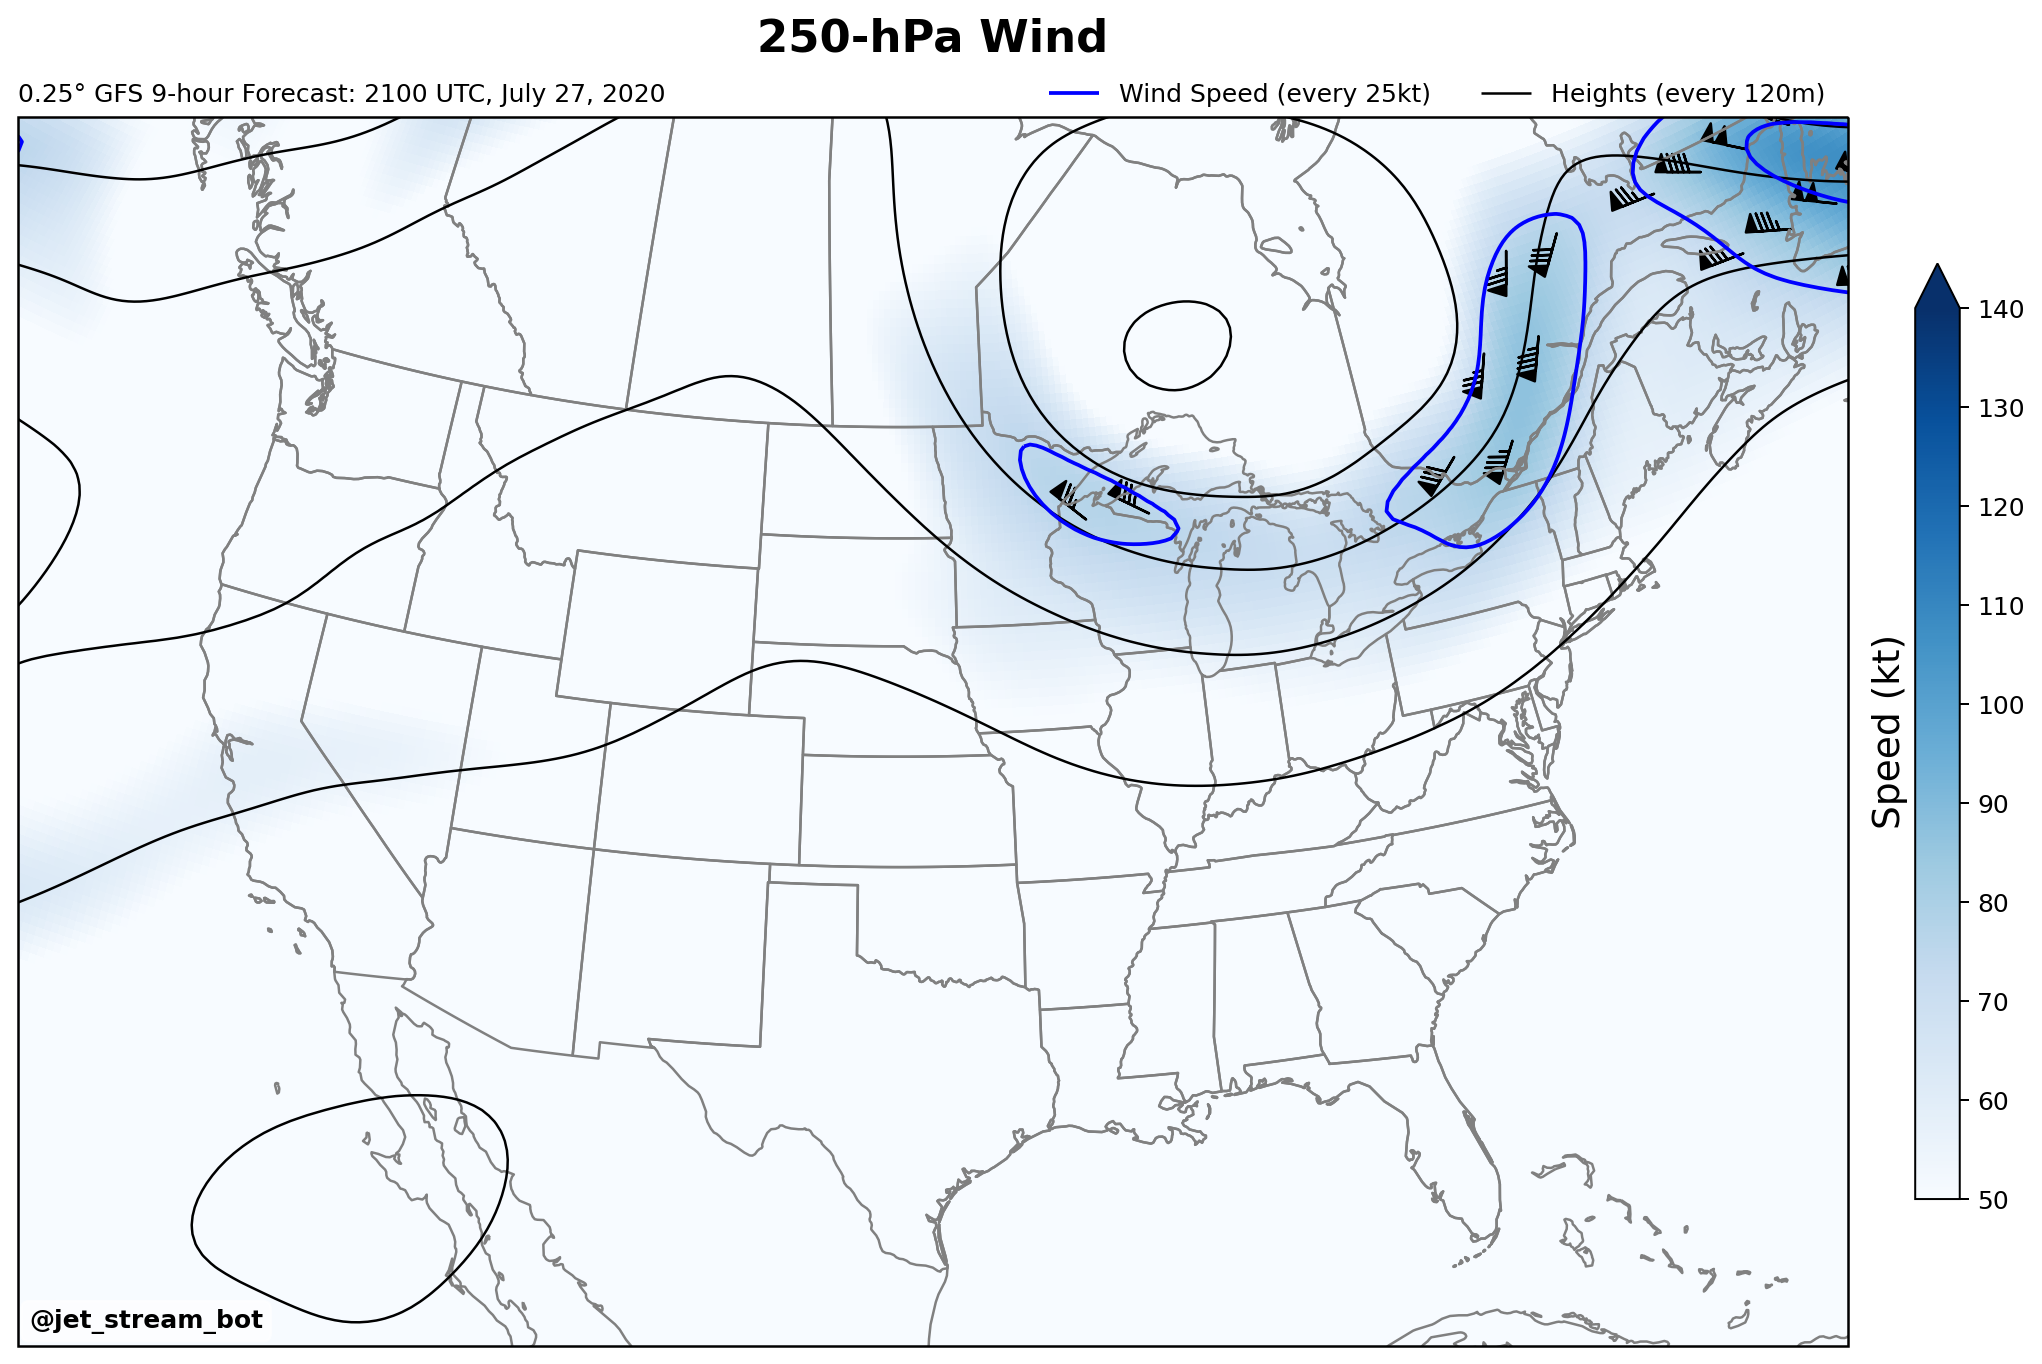 250-hPa Wind
0.25° GFS 9-hour Forecast: 2100 UTC, July 27, 2020
Wind Speed (every 25kt)
Heights (every 120m)
140
130
120
110
100
90
80
70
60
50
Speed (kt)
@jet_stream_bot